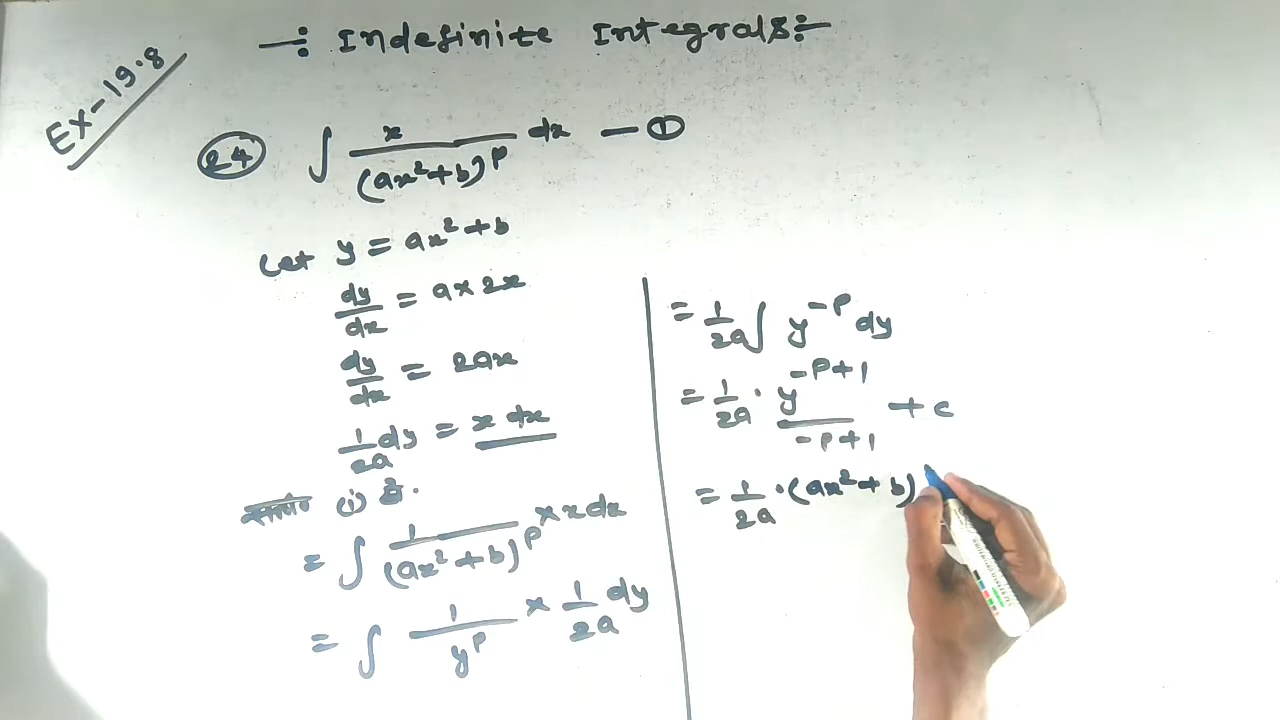 —: Indefinite Integrals:—
Ex-19.8
24 ∫ x/(ax²+b)^p dx — ①
Let y = ax²+b
dy/dx = a×2x
dy/dx = 2ax
1/2a dy = x dx
समी० (i) से.
= ∫ 1/(ax²+b)^p × x dx
= ∫ 1/y^p × 1/2a dy
= 1/2a ∫ y^-p dy
= 1/2a · y^-p+1/-p+1 + c
= 1/2a · (ax²+b)